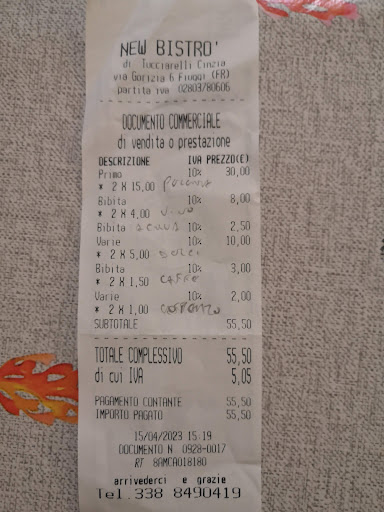 NEW BISTRO'
di Tucciarelli Cinzia
via Gorizia 6 Fiuggi (FR)
partita iva 02803780606
DOCUMENTO COMMERCIALE
di vendita o prestazione
DESCRIZIONE IVA PREZZO(€)
Primo 10% 30,00
* 2 X 15,00
Bibita 10% 8,00
* 2 X 4,00 VINO
Bibita ACQUA 10% 2,50
Varie 10% 10,00
* 2 X 5,00 DOLCI
Bibita 10% 3,00
* 2 X 1,50 CAFFE
Varie 10% 2,00
* 2 X 1,00 COPERTO
SUBTOTALE 55,50
TOTALE COMPLESSIVO 55,50
di cui IVA 5,05
PAGAMENTO CONTANTE 55,50
IMPORTO PAGATO 55,50
15/04/2023 15:19
DOCUMENTO N 0928-0017
RT 8AMCA018180
arrivederci e grazie
Tel.338 8490419